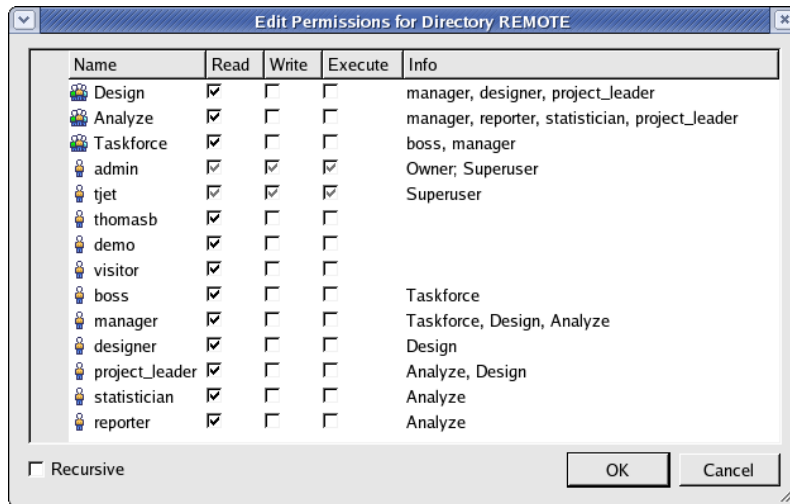 Edit Permissions for Directory REMOTE
Name Read Write Execute Info
Design manager, designer, project_leader
Analyze manager, reporter, statistician, project_leader
Taskforce boss, manager
admin Owner; Superuser
tjet Superuser
thomasb
demo
visitor
boss Taskforce
manager Taskforce, Design, Analyze
designer Design
project_leader Analyze, Design
statistician Analyze
reporter Analyze
Recursive OK Cancel